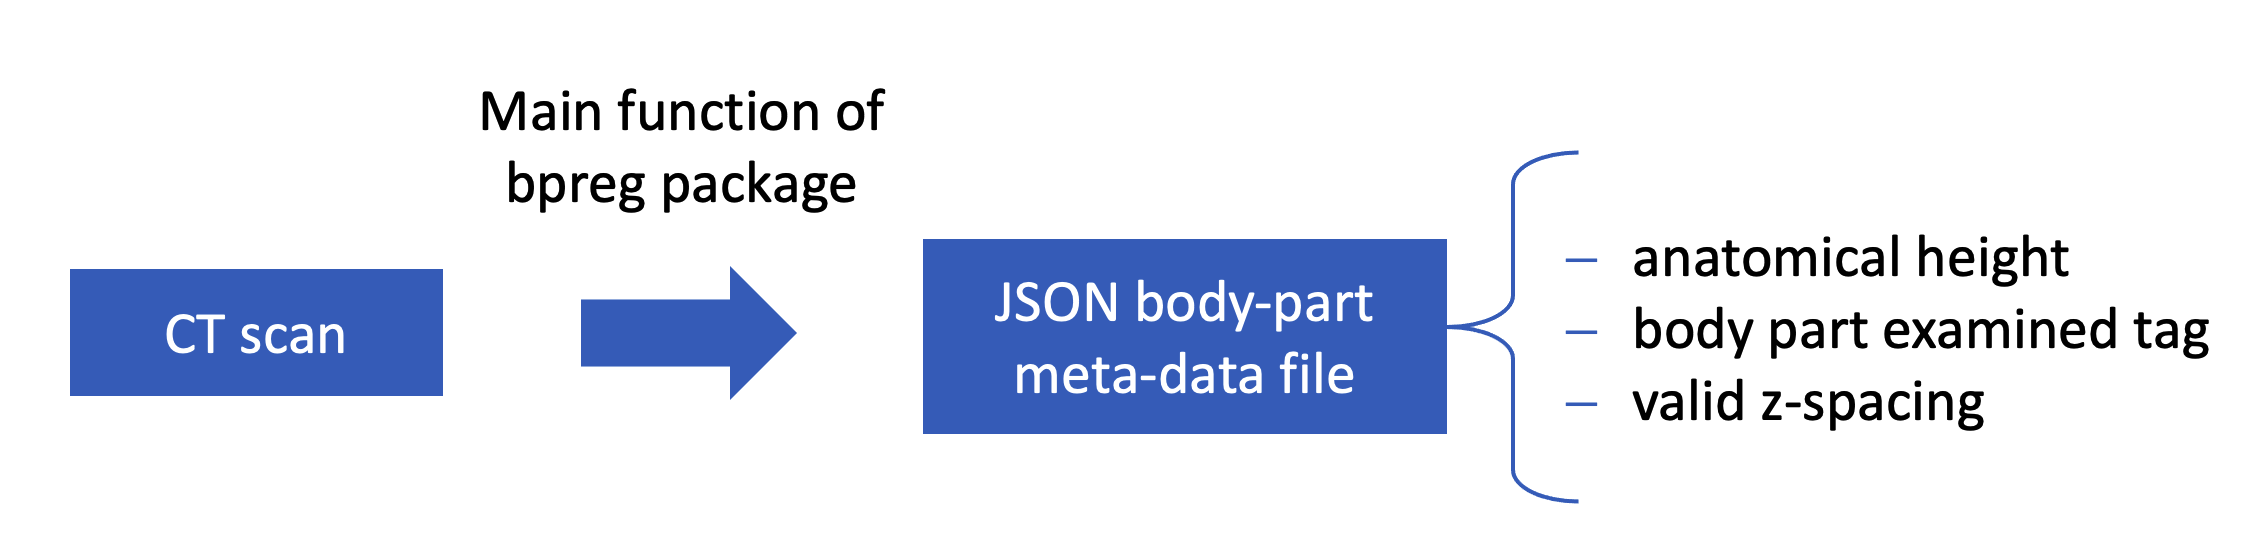 Main function of
bpreg package
CT scan
JSON body-part
meta-data file
– anatomical height
– body part examined tag
– valid z-spacing